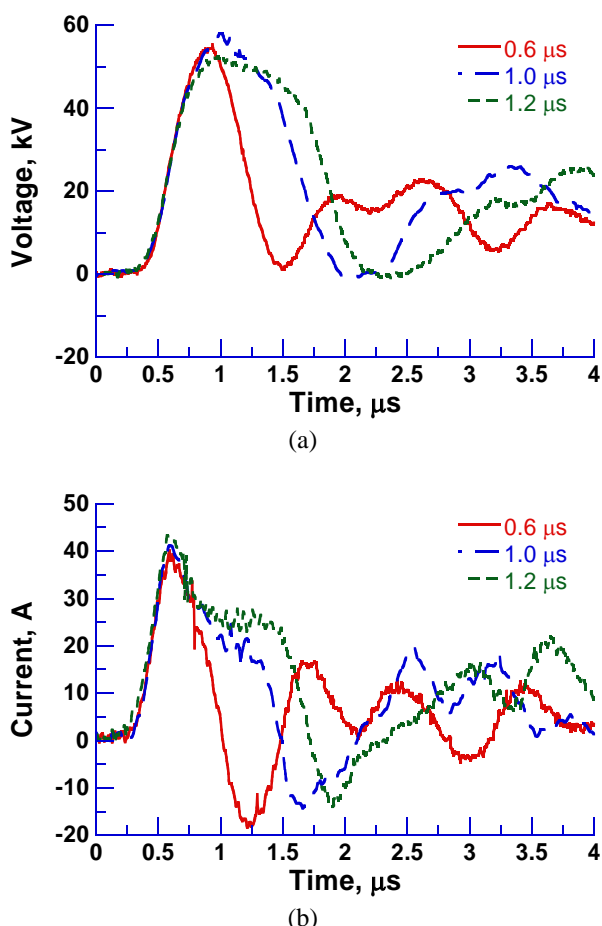 60
40
20
0
-20
Voltage, kV
0.6 μs
1.0 μs
1.2 μs
0 0.5 1 1.5 2 2.5 3 3.5 4
Time, μs
(a)
50
40
30
20
10
0
-10
-20
Current, A
0.6 μs
1.0 μs
1.2 μs
0 0.5 1 1.5 2 2.5 3 3.5 4
Time, μs
(b)